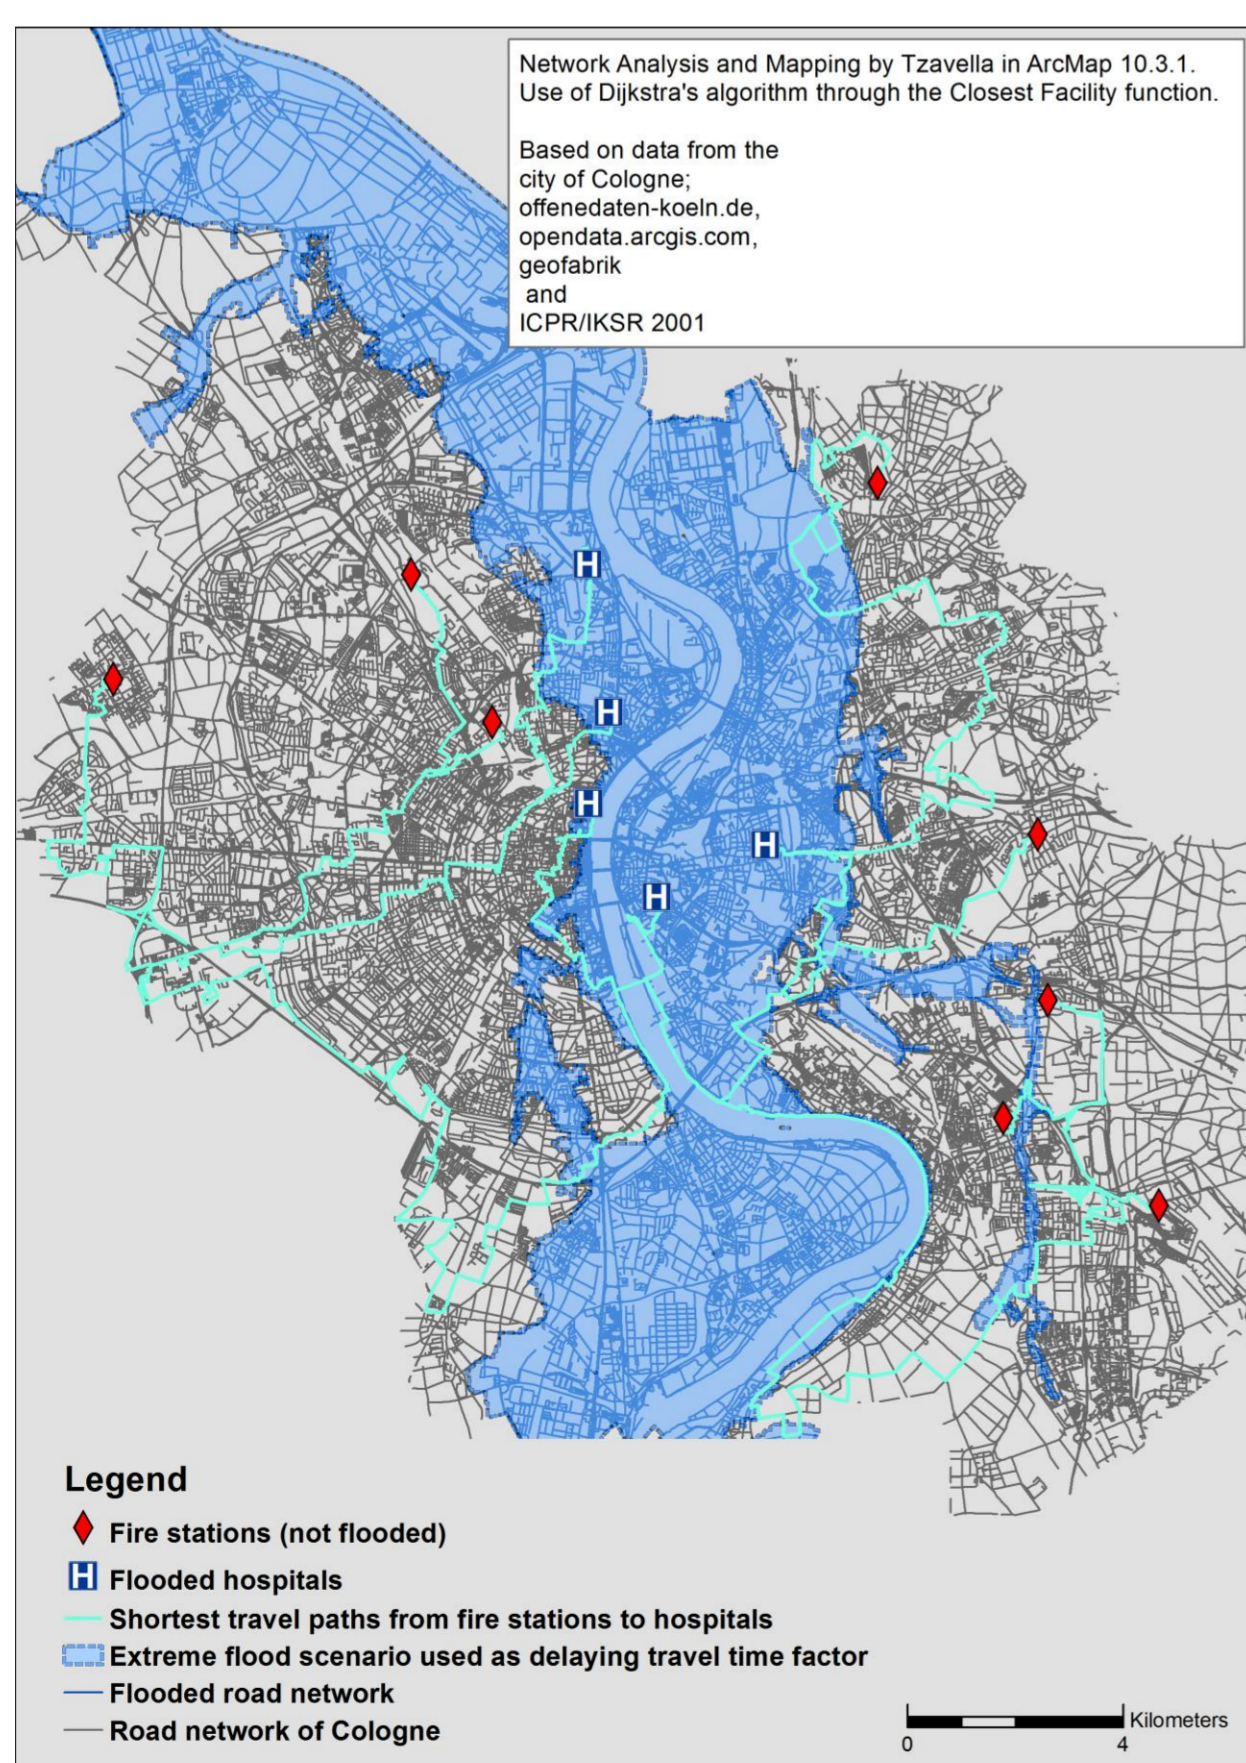 Network Analysis and Mapping by Tzavella in ArcMap 10.3.1.
Use of Dijkstra's algorithm through the Closest Facility function.
Based on data from the
city of Cologne;
offenedaten-koeln.de,
opendata.arcgis.com,
geofabrik
and
ICPR/IKSR 2001
H
H
H
H
H
Legend
Fire stations (not flooded)
H Flooded hospitals
Shortest travel paths from fire stations to hospitals
Extreme flood scenario used as delaying travel time factor
Flooded road network
Road network of Cologne
Kilometers
0 4